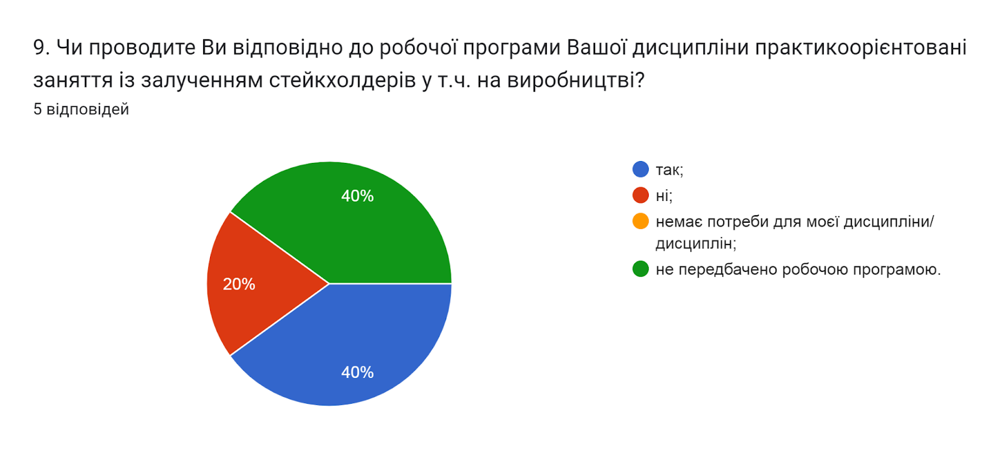 9. Чи проводите Ви відповідно до робочої програми Вашої дисципліни практикоорієнтовані
заняття із залученням стейкхолдерів у т.ч. на виробництві?
5 відповідей
40%
20%
40%
так;
ні;
немає потреби для моєї дисципліни/
дисциплін;
не передбачено робочою програмою.